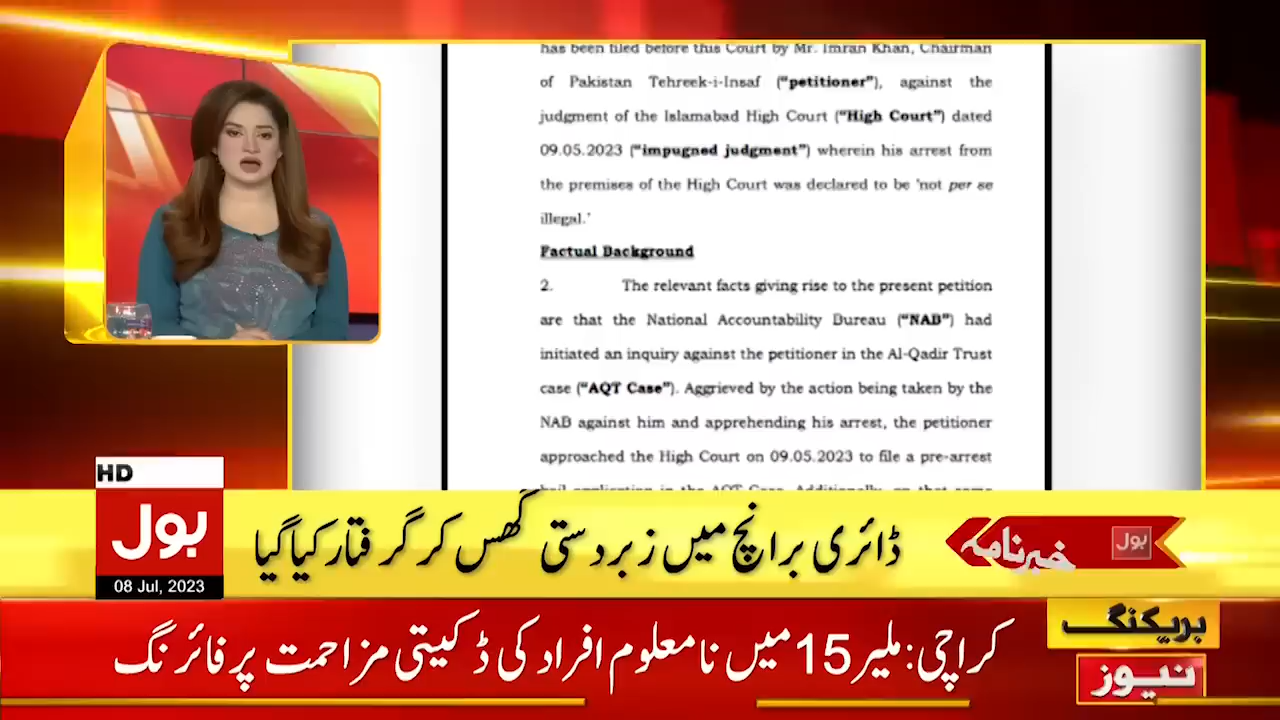 has been filed before this Court by Mr. Imran Khan, Chairman
of Pakistan Tehreek-i-Insaf ("petitioner"), against the
judgment of the Islamabad High Court ("High Court") dated
09.05.2023 ("impugned judgment") wherein his arrest from
the premises of the High Court was declared to be 'not per se
illegal.'
Factual Background
2. The relevant facts giving rise to the present petition
are that the National Accountability Bureau ("NAB") had
initiated an inquiry against the petitioner in the Al-Qadir Trust
case ("AQT Case"). Aggrieved by the action being taken by the
NAB against him and apprehending his arrest, the petitioner
approached the High Court on 09.05.2023 to file a pre-arrest
HD
بول
08 Jul, 2023
خبرنامہ
بول
ڈائری برانچ میں زبردستی گھس کر گرفتار کیا گیا
بریکنگ
نیوز
کراچی: ملیر 15 میں نامعلوم افراد کی ڈکیتی مزاحمت پر فائرنگ